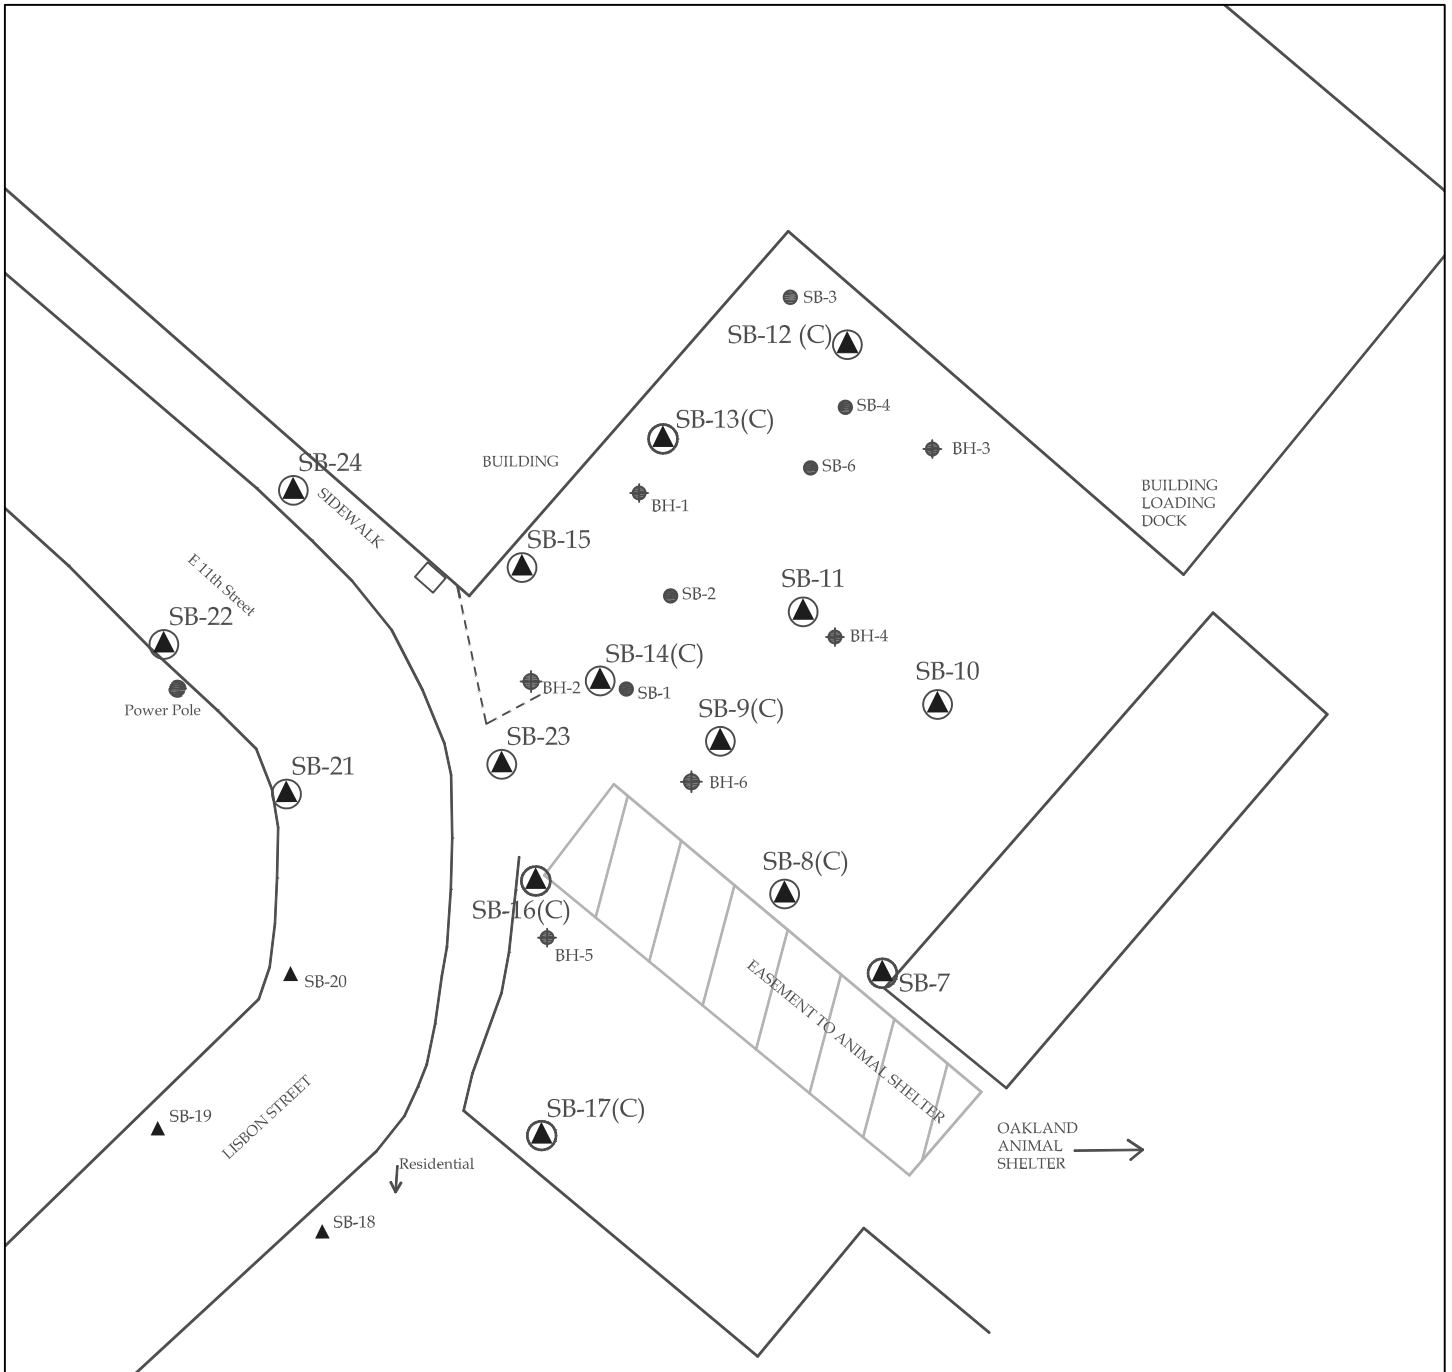 SB-3
SB-12 (C)
SB-4
SB-13(C)
BH-3
SB-24
BUILDING
SB-6
BUILDING
LOADING
DOCK
BH-1
SIDEWALK
SB-15
E 11th Street
SB-11
SB-2
SB-22
BH-4
SB-14(C)
SB-10
BH-2
SB-1
Power Pole
SB-9(C)
SB-23
SB-21
BH-6
SB-8(C)
SB-16(C)
BH-5
SB-20
SB-7
EASEMENT TO ANIMAL SHELTER
SB-19
LISBON STREET
SB-17(C)
OAKLAND
ANIMAL
SHELTER
Residential
SB-18